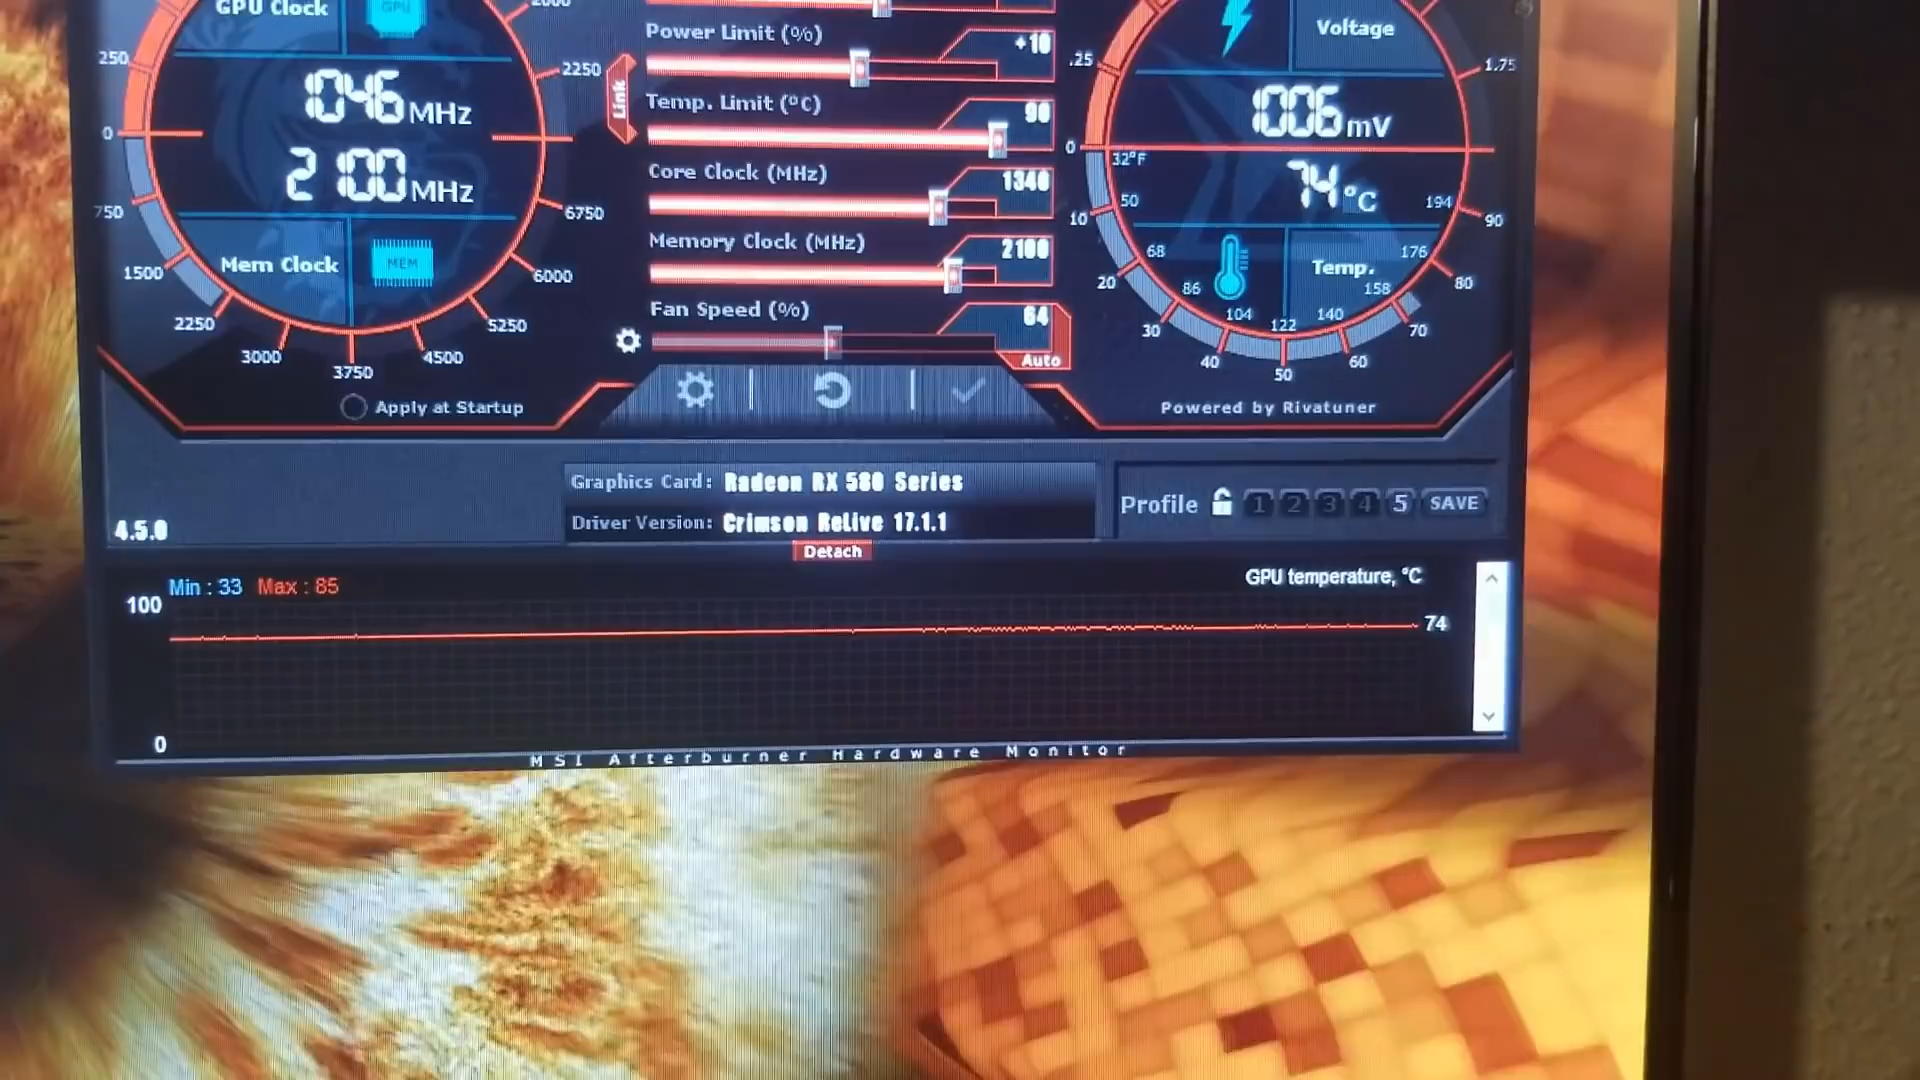 GPU Clock
GPU
2000
250
2250
1046 MHz
0
2100 MHz
750
6750
Mem Clock
MEM
1500
6000
2250
5250
3000
4500
3750
Apply at Startup
Power Limit (%)
+10
Link
Temp. Limit (°C)
90
Core Clock (MHz)
1340
Memory Clock (MHz)
2100
Fan Speed (%)
64
Auto
Voltage
.25
1.75
1006 mV
0
32°F
74 °C
50
194
10
90
68
176
Temp.
20
86
158
80
104
140
122
30
70
40
60
50
Powered by Rivatuner
Graphics Card: Radeon RX 580 Series
Driver Version: Crimson ReLive 17.1.1
Profile 1 2 3 4 5 SAVE
4.5.0
Detach
Min : 33 Max : 85
GPU temperature, °C
100
74
0
MSI Afterburner Hardware Monitor